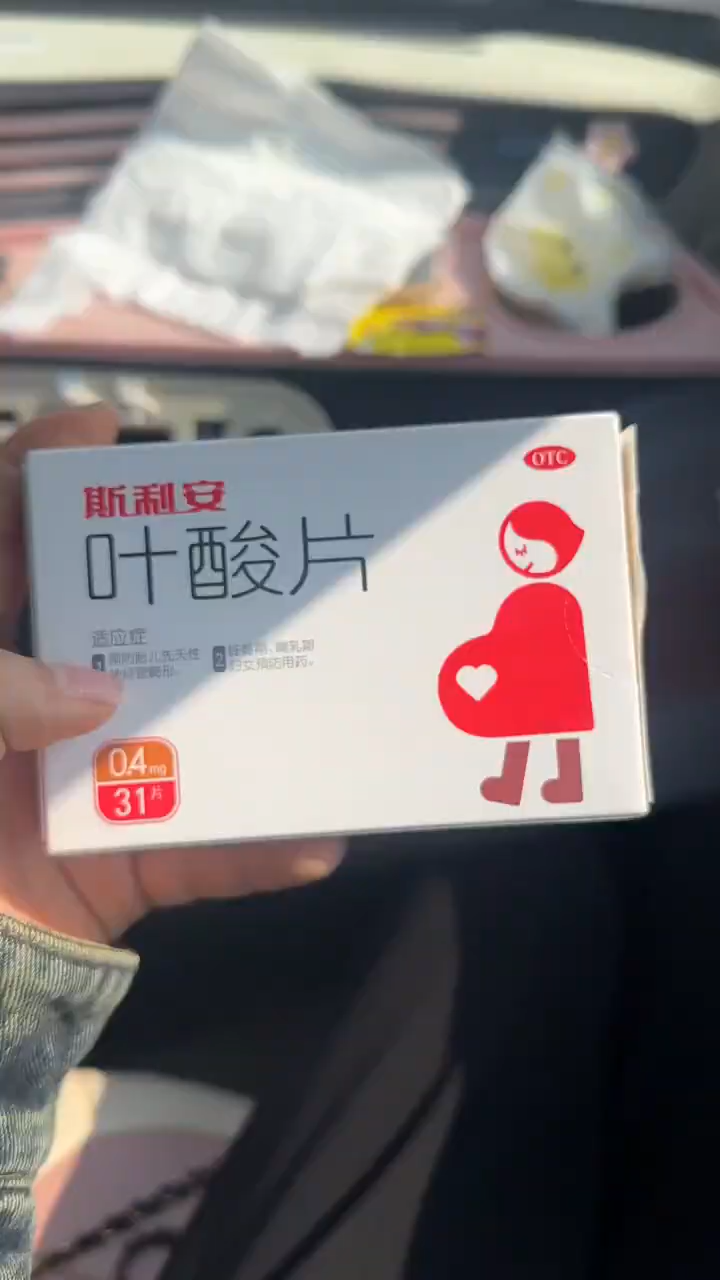 OTC
斯利安
叶酸片
适应症
1 预防胎儿先天性
神经管畸形。
2 妊娠期、哺乳期
妇女预防用药。
0.4mg
31片